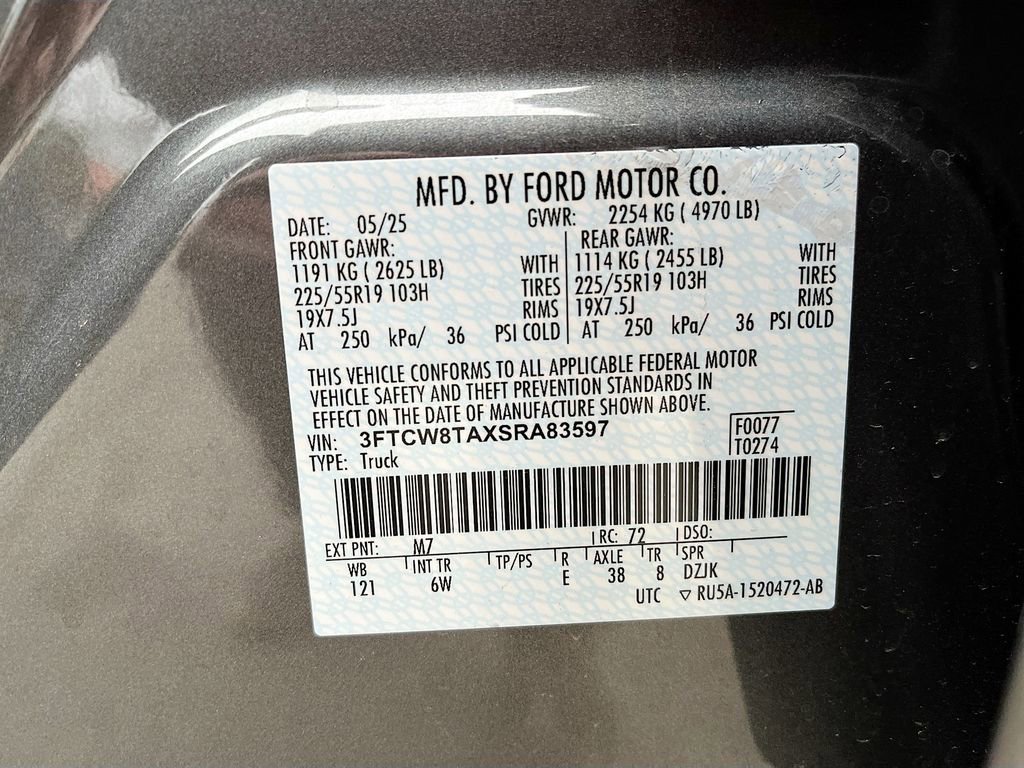 MFD. BY FORD MOTOR CO.
DATE: 05/25 GVWR: 2254 KG ( 4970 LB)
FRONT GAWR: REAR GAWR:
1191 KG ( 2625 LB) WITH 1114 KG ( 2455 LB) WITH
225/55R19 103H TIRES 225/55R19 103H TIRES
19X7.5J RIMS 19X7.5J RIMS
AT 250 kPa/ 36 PSI COLD AT 250 kPa/ 36 PSI COLD
THIS VEHICLE CONFORMS TO ALL APPLICABLE FEDERAL MOTOR
VEHICLE SAFETY AND THEFT PREVENTION STANDARDS IN
EFFECT ON THE DATE OF MANUFACTURE SHOWN ABOVE.
VIN: 3FTCW8TAXSRA83597 F0077
TYPE: Truck T0274
EXT PNT: M7 RC: 72 DSO:
WB INT TR TP/PS R AXLE TR SPR
121 6W E 38 8 DZJK
UTC ▽ RU5A-1520472-AB